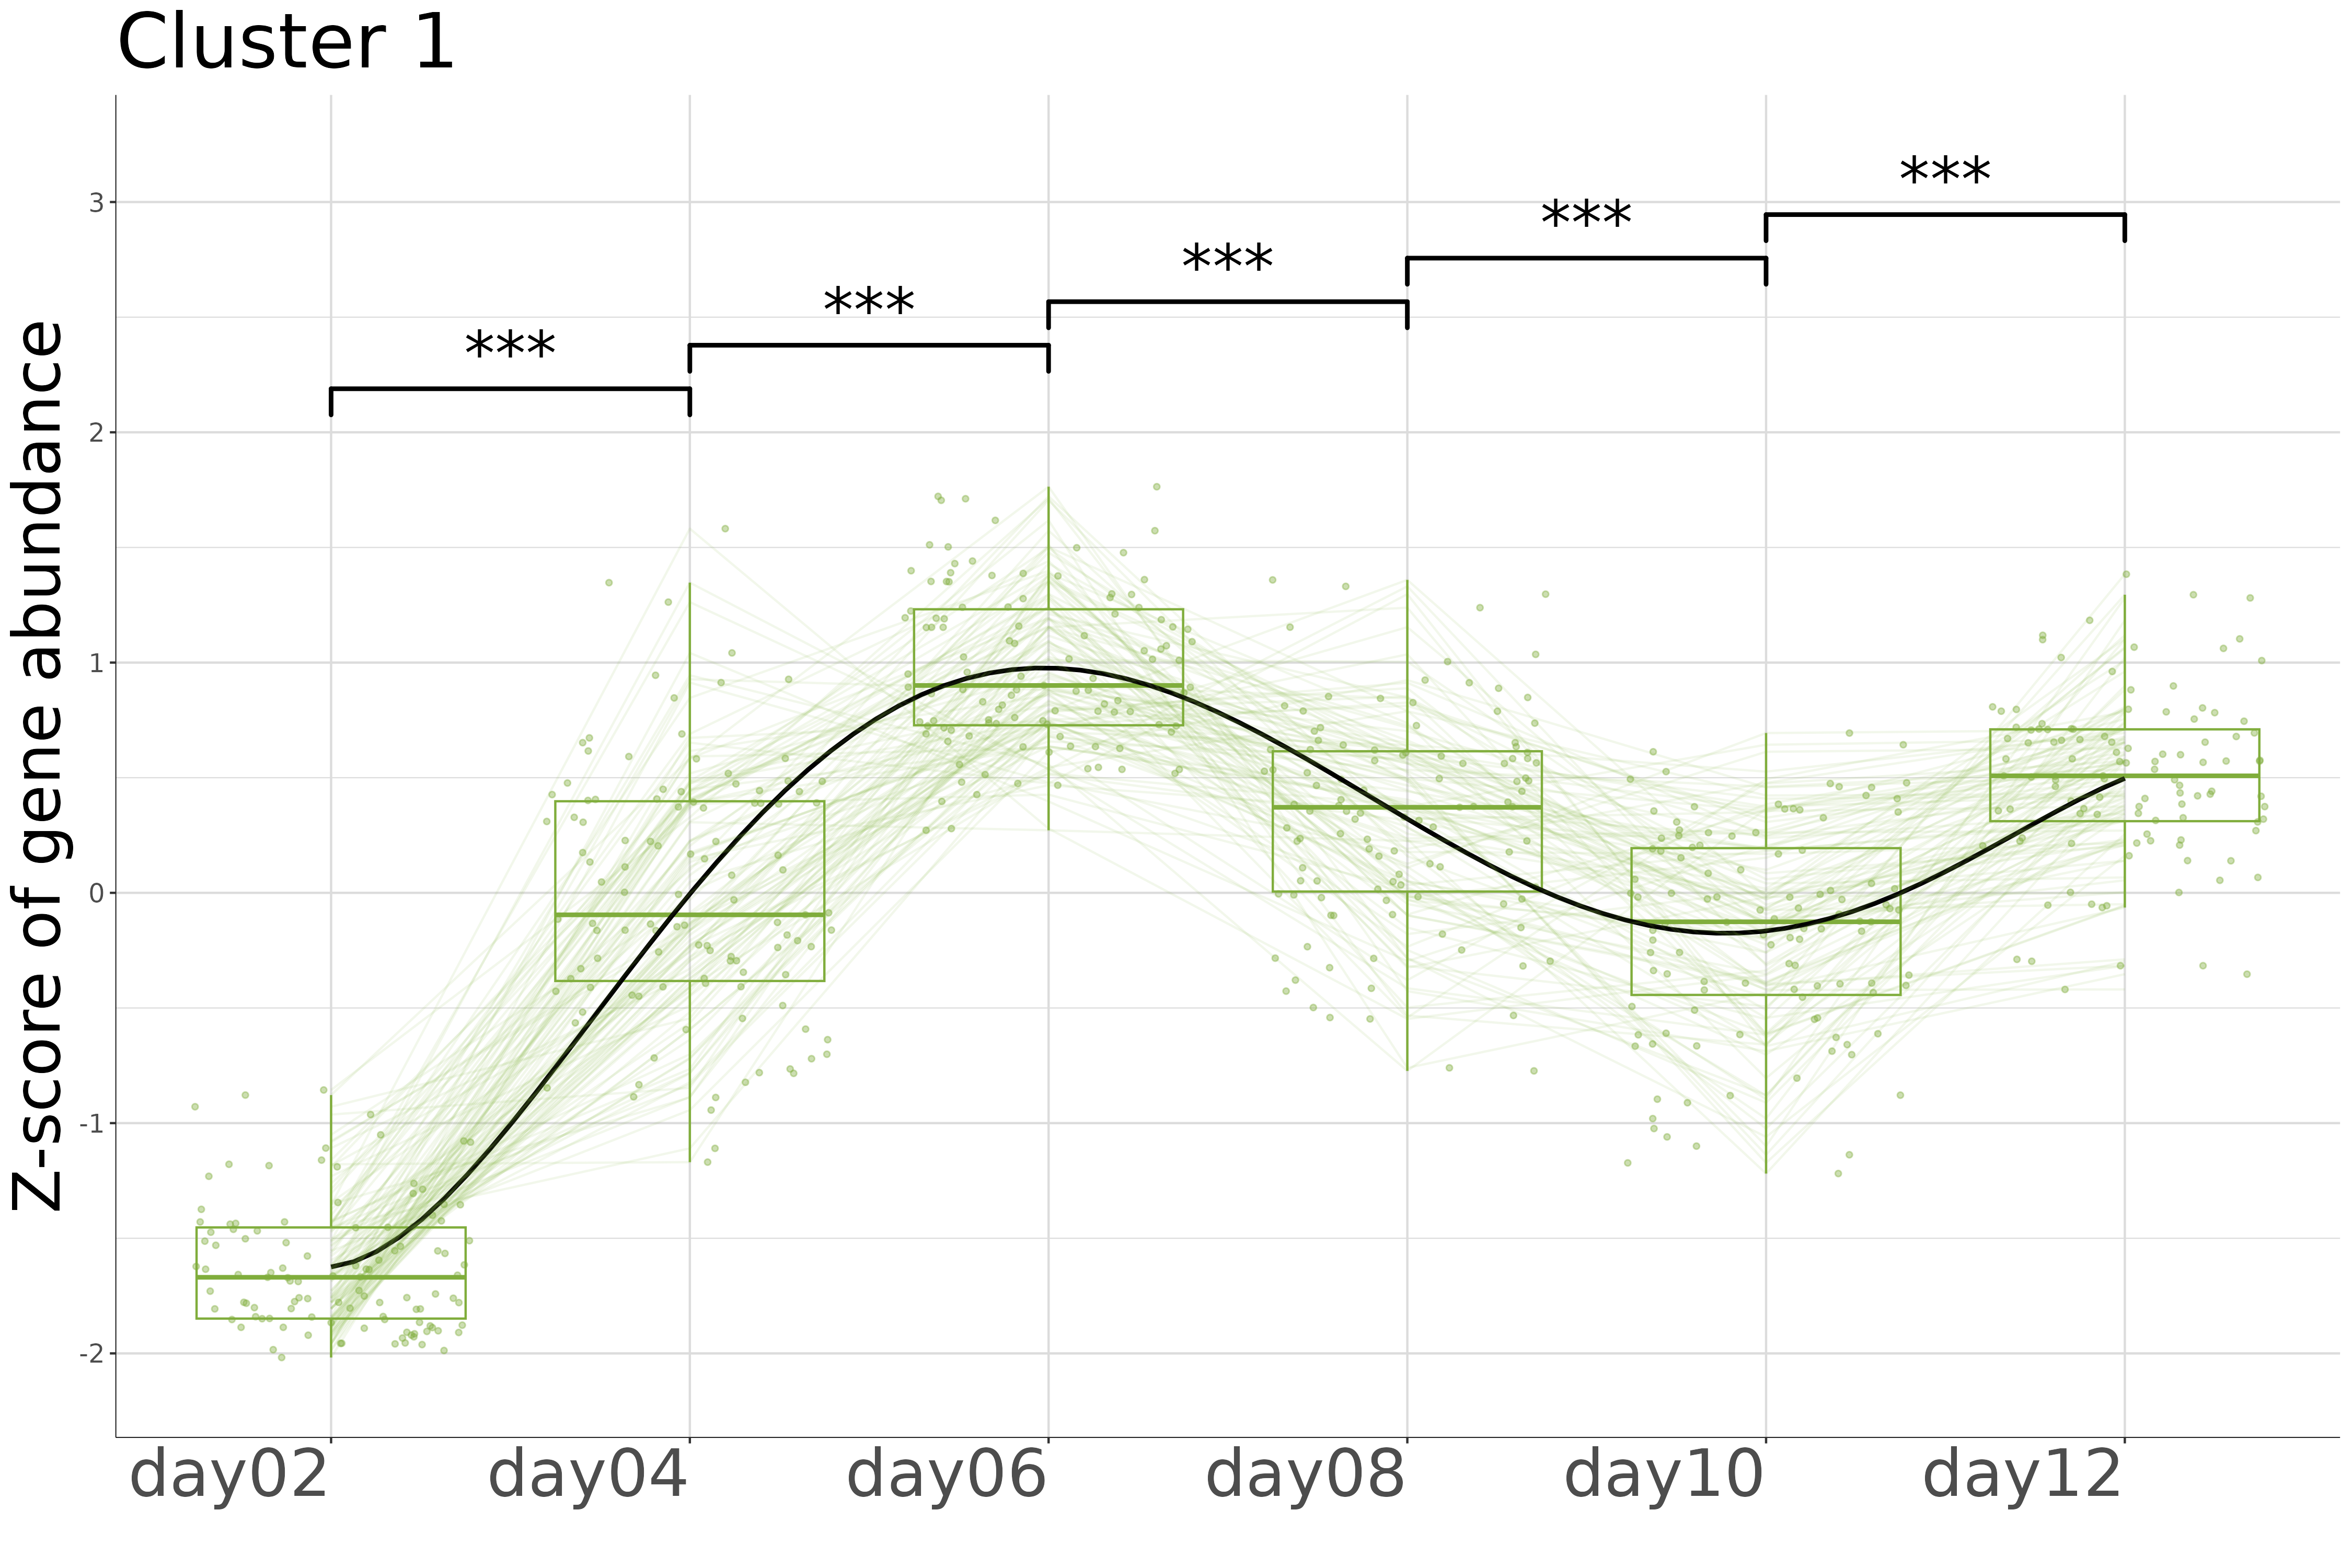 Cluster 1
Z-score of gene abundance
3
2
1
0
-1
-2
***
***
***
***
***
day02
day04
day06
day08
day10
day12